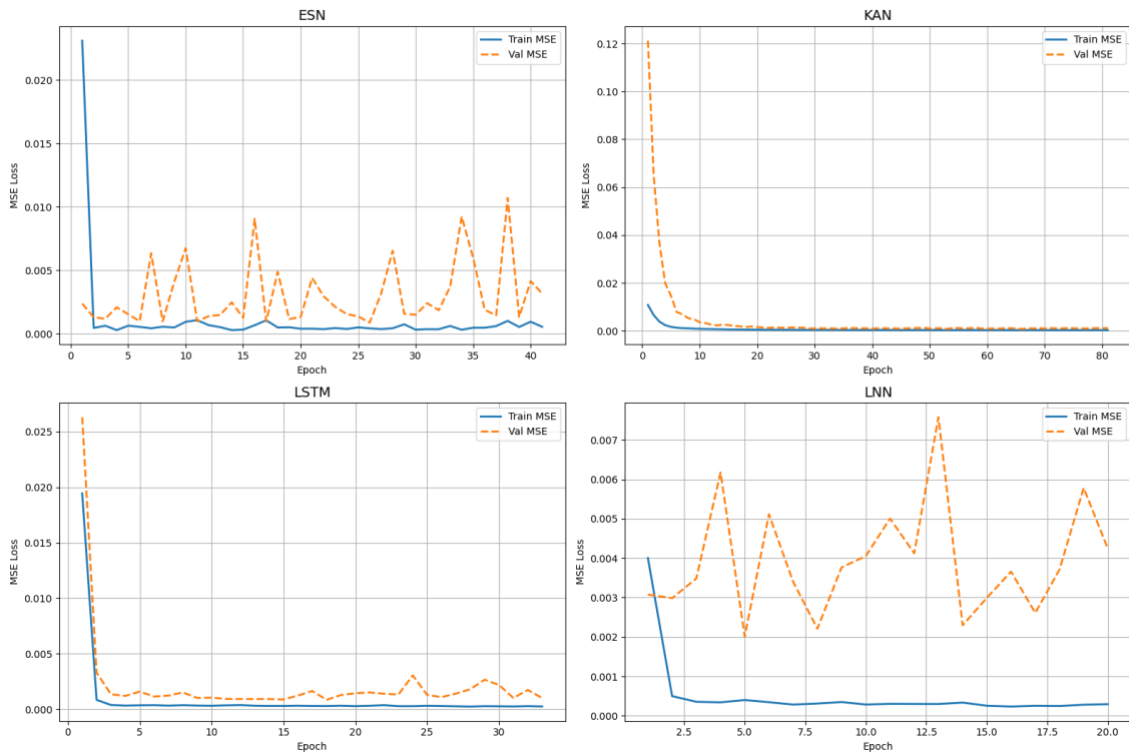 ESN
MSE Loss
0.020
0.015
0.010
0.005
0.000
Train MSE
Val MSE
0 5 10 15 20 25 30 35 40
Epoch
KAN
MSE Loss
0.12
0.10
0.08
0.06
0.04
0.02
0.00
Train MSE
Val MSE
0 10 20 30 40 50 60 70 80
Epoch
LSTM
MSE Loss
0.025
0.020
0.015
0.010
0.005
0.000
Train MSE
Val MSE
0 5 10 15 20 25 30
Epoch
LNN
MSE Loss
0.007
0.006
0.005
0.004
0.003
0.002
0.001
0.000
Train MSE
Val MSE
2.5 5.0 7.5 10.0 12.5 15.0 17.5 20.0
Epoch